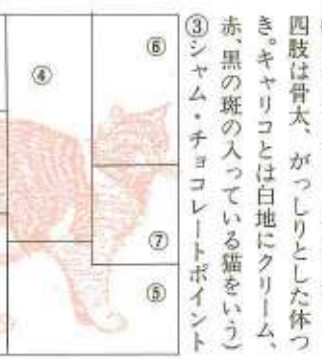 四肢は骨太、がっしりとした体つ
き。キャリコとは白地にクリーム、
赤、黒の斑の入っている猫をいう)
③シャム・チョコレートポイント
⑥
④
⑦
⑤